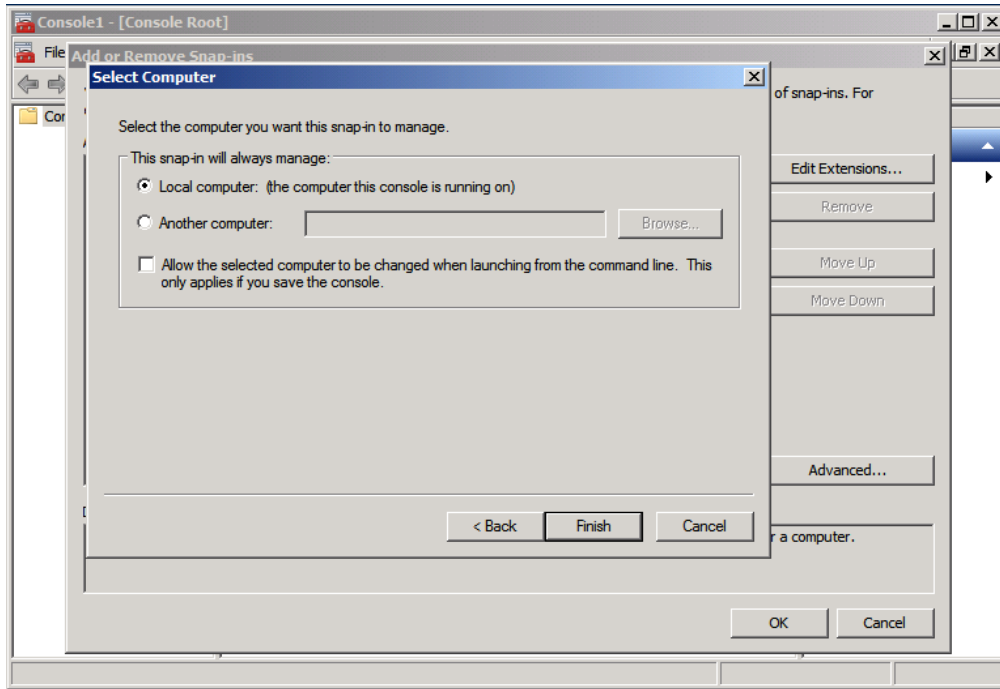 Console1 - [Console Root]
File
Add or Remove Snap-ins
Select Computer
of snap-ins. For
Select the computer you want this snap-in to manage.
This snap-in will always manage:
Local computer: (the computer this console is running on)
Another computer:
Browse...
Allow the selected computer to be changed when launching from the command line. This
only applies if you save the console.
Edit Extensions...
Remove
Move Up
Move Down
Advanced...
< Back
Finish
Cancel
r a computer.
OK
Cancel